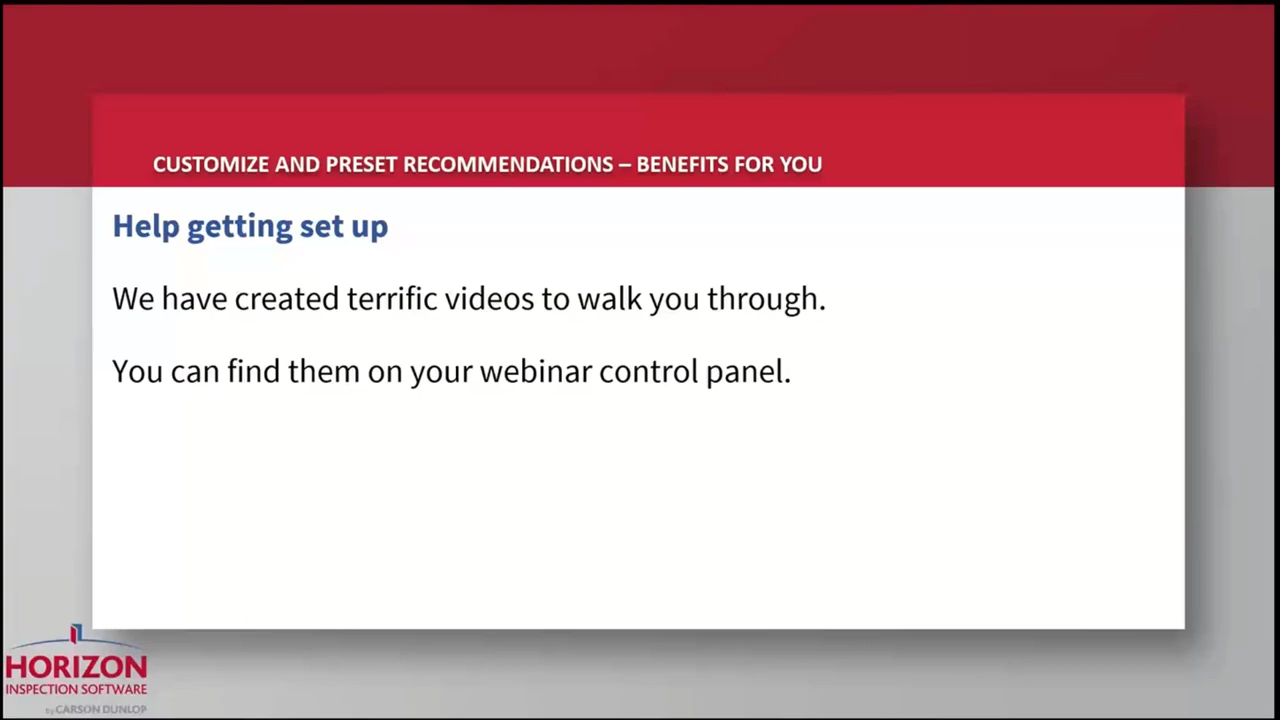 CUSTOMIZE AND PRESET RECOMMENDATIONS – BENEFITS FOR YOU
Help getting set up
We have created terrific videos to walk you through.
You can find them on your webinar control panel.
HORIZON
INSPECTION SOFTWARE
by CARSON DUNLOP